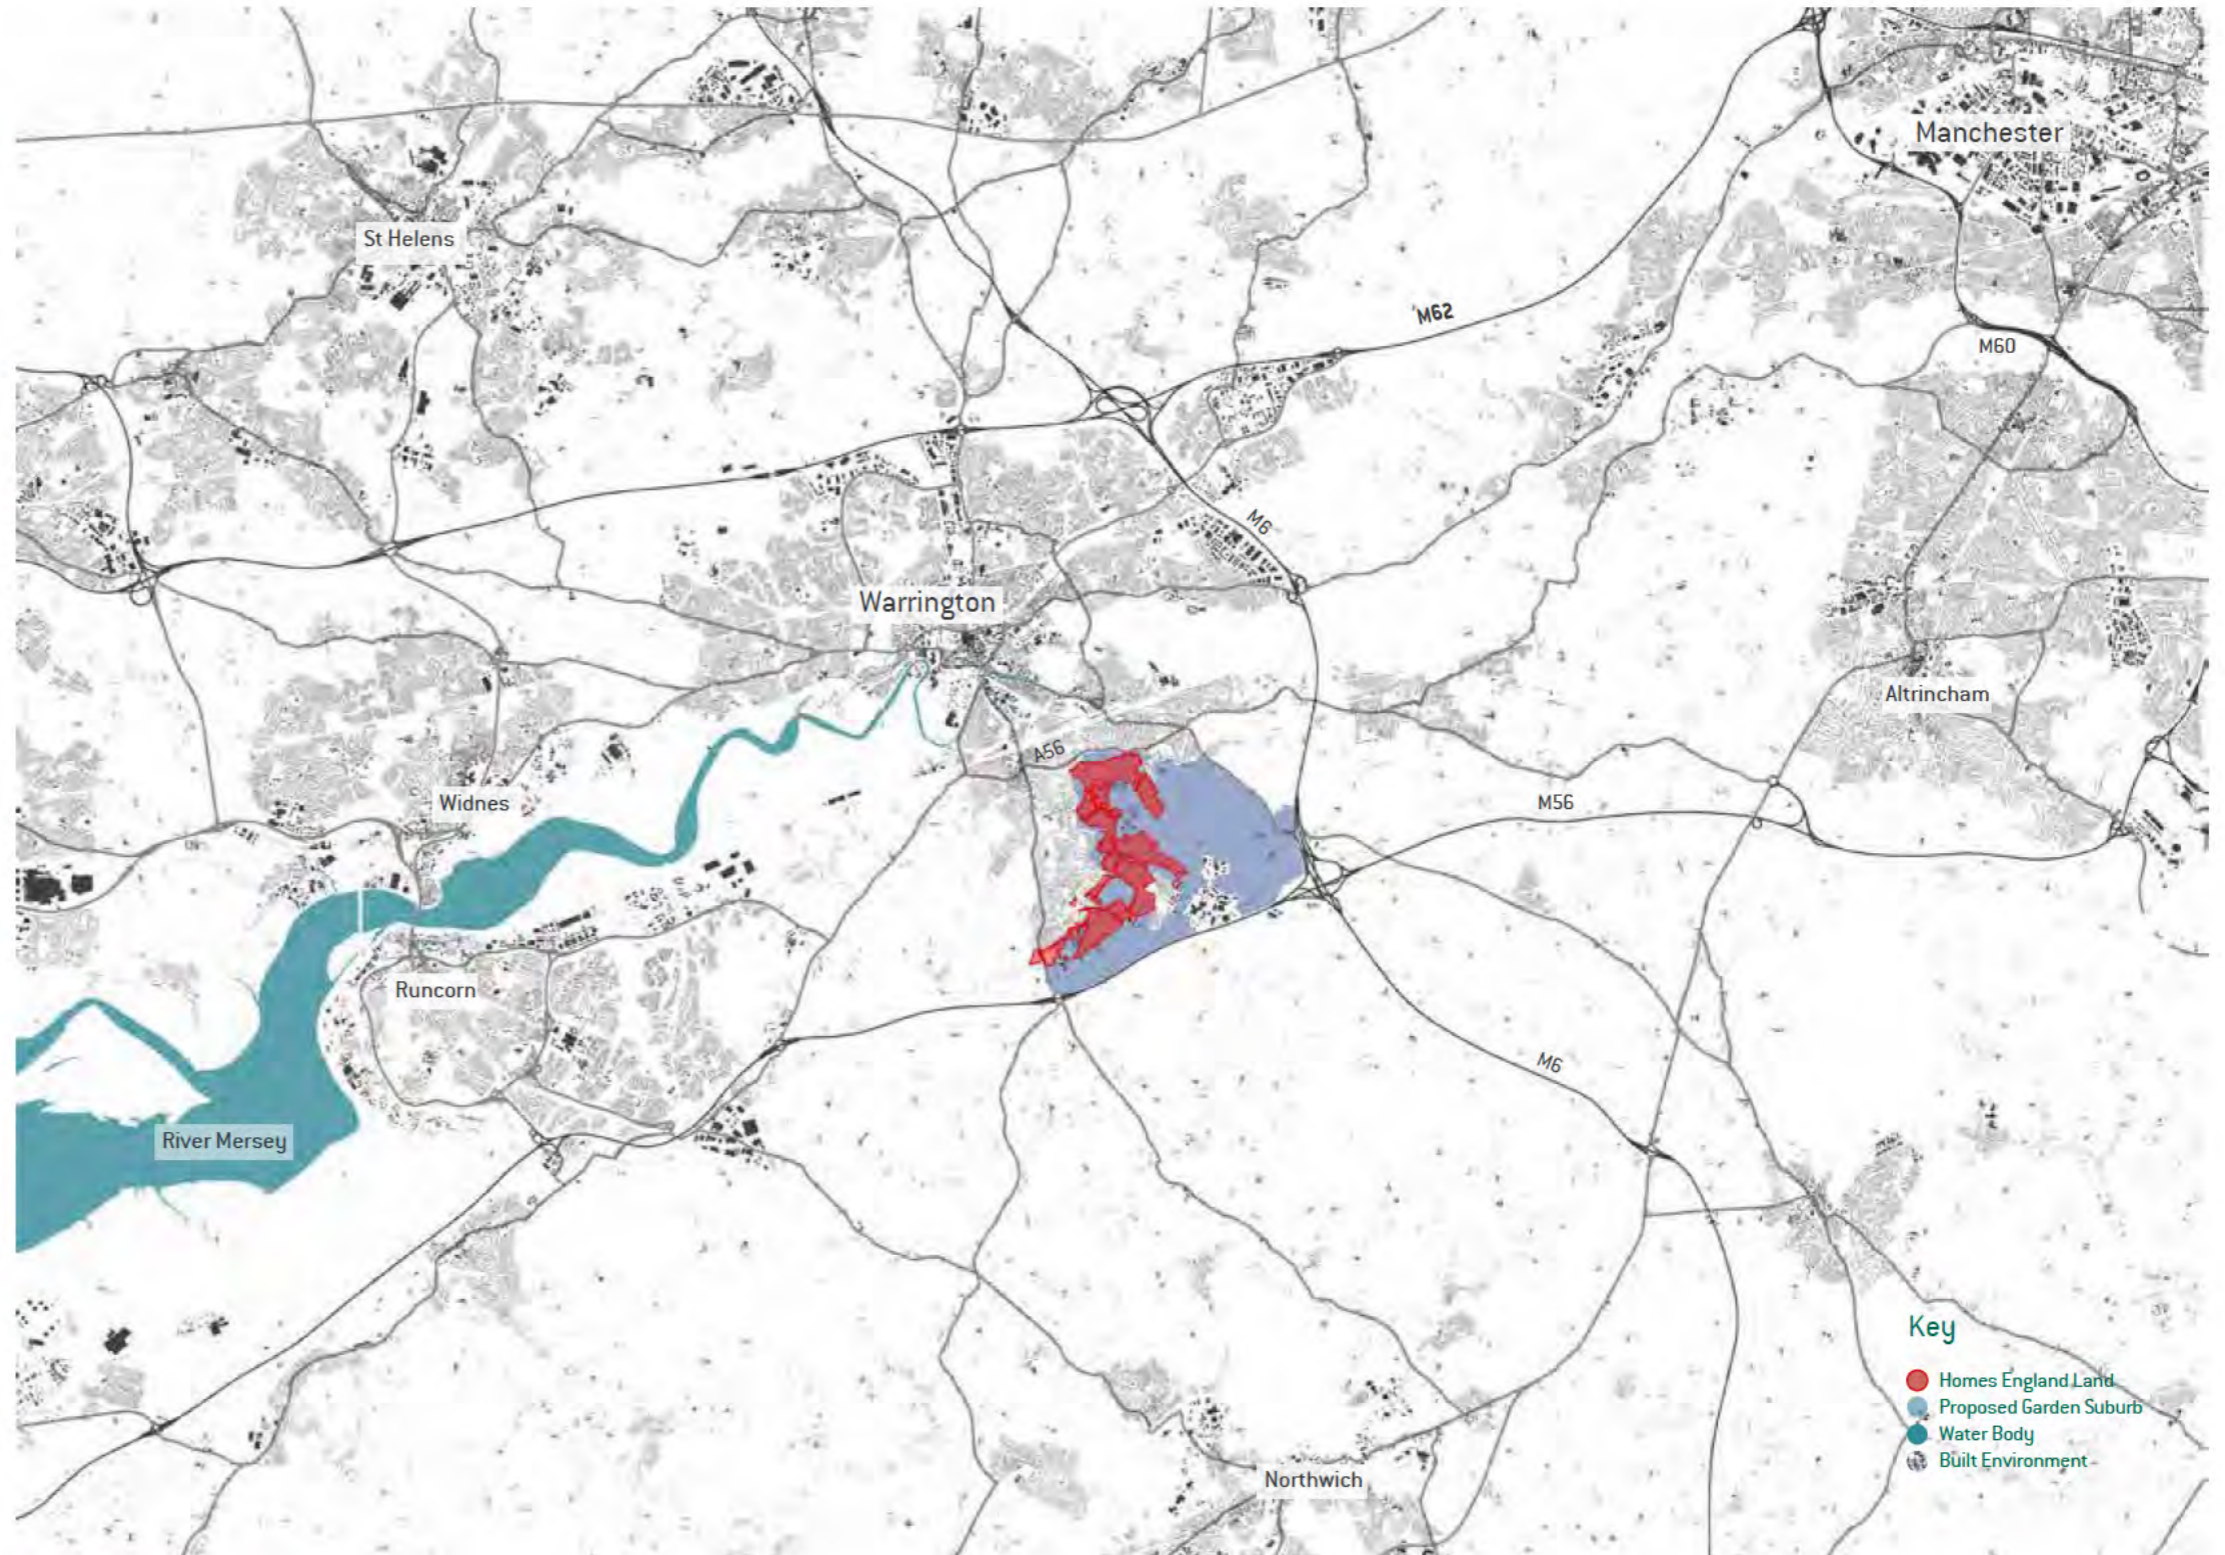 Manchester
St Helens
M62
M60
M6
Warrington
Altrincham
A56
Widnes
M56
Runcorn
M6
River Mersey
Northwich
Key
Homes England Land
Proposed Garden Suburb
Water Body
Built Environment